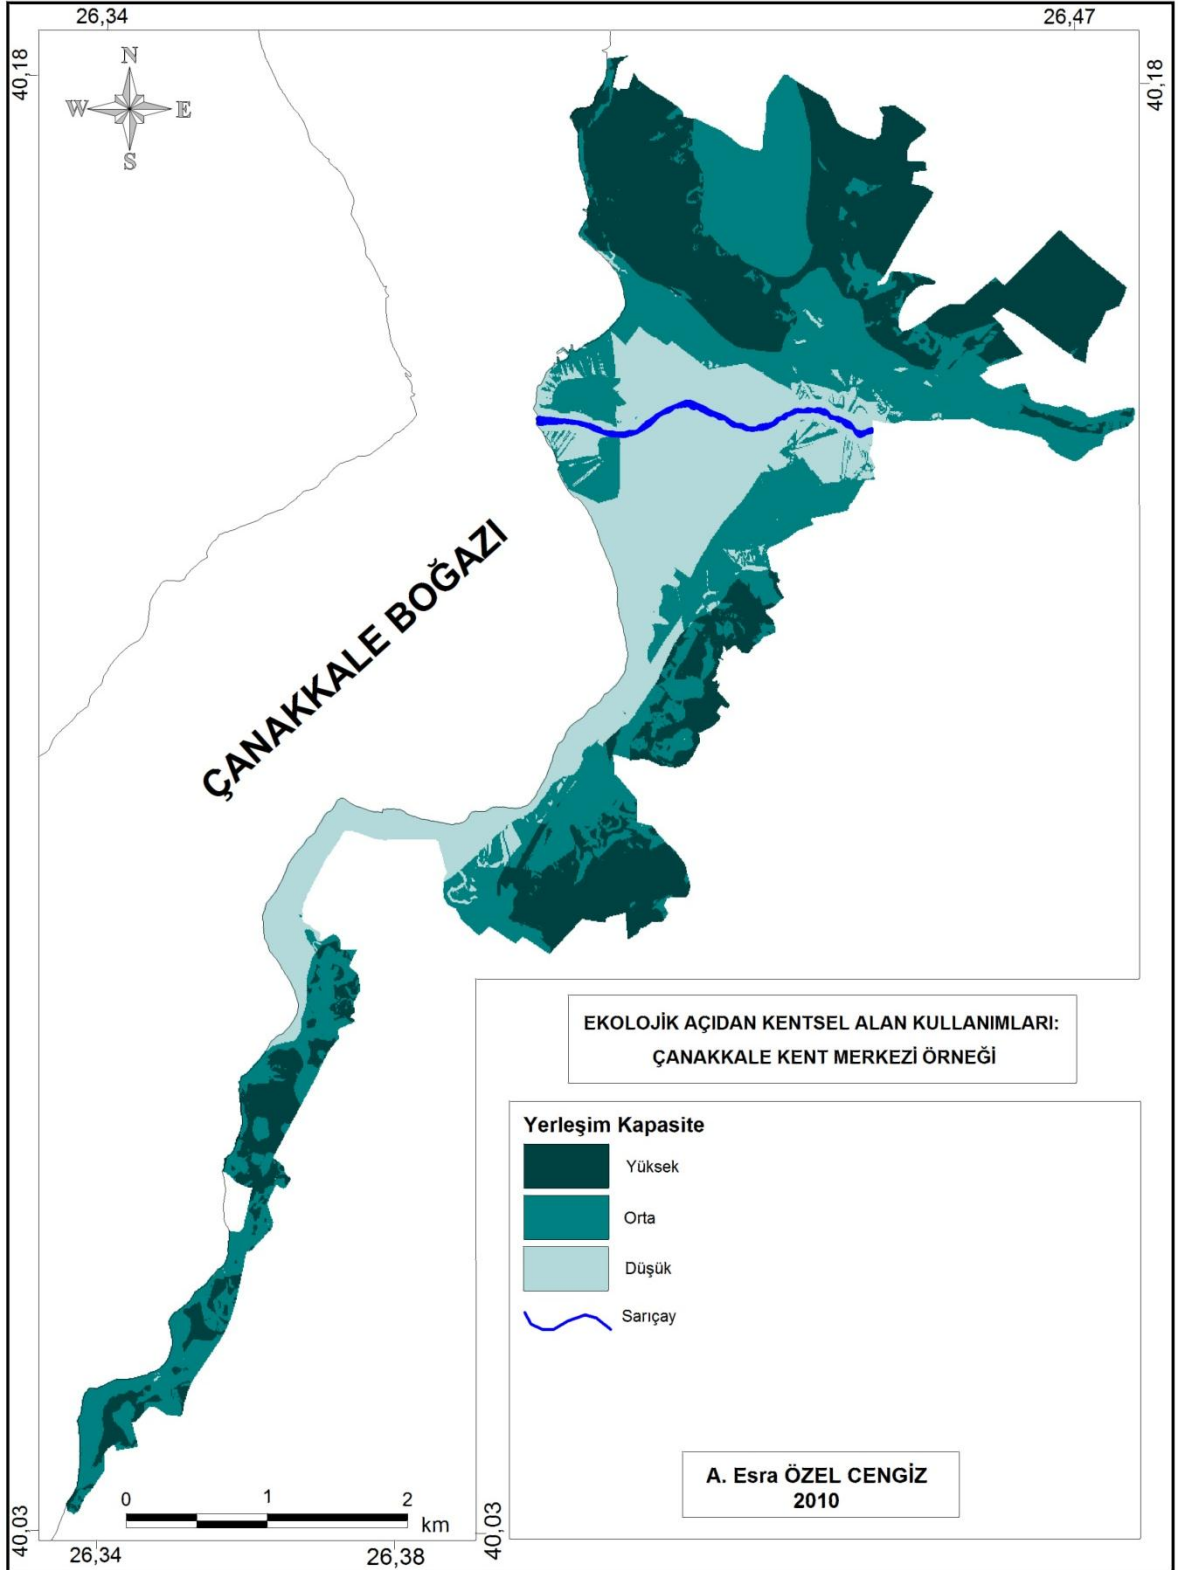 26,34
26,47
40,18
40,18
N
W
E
S
ÇANAKKALE BOĞAZI
EKOLOJİK AÇIDAN KENTSEL ALAN KULLANIMLARI:
ÇANAKKALE KENT MERKEZİ ÖRNEĞİ
Yerleşim Kapasite
Yüksek
Orta
Düşük
Sarıçay
A. Esra ÖZEL CENGİZ
2010
0
1
2
km
40,03
40,03
26,34
26,38